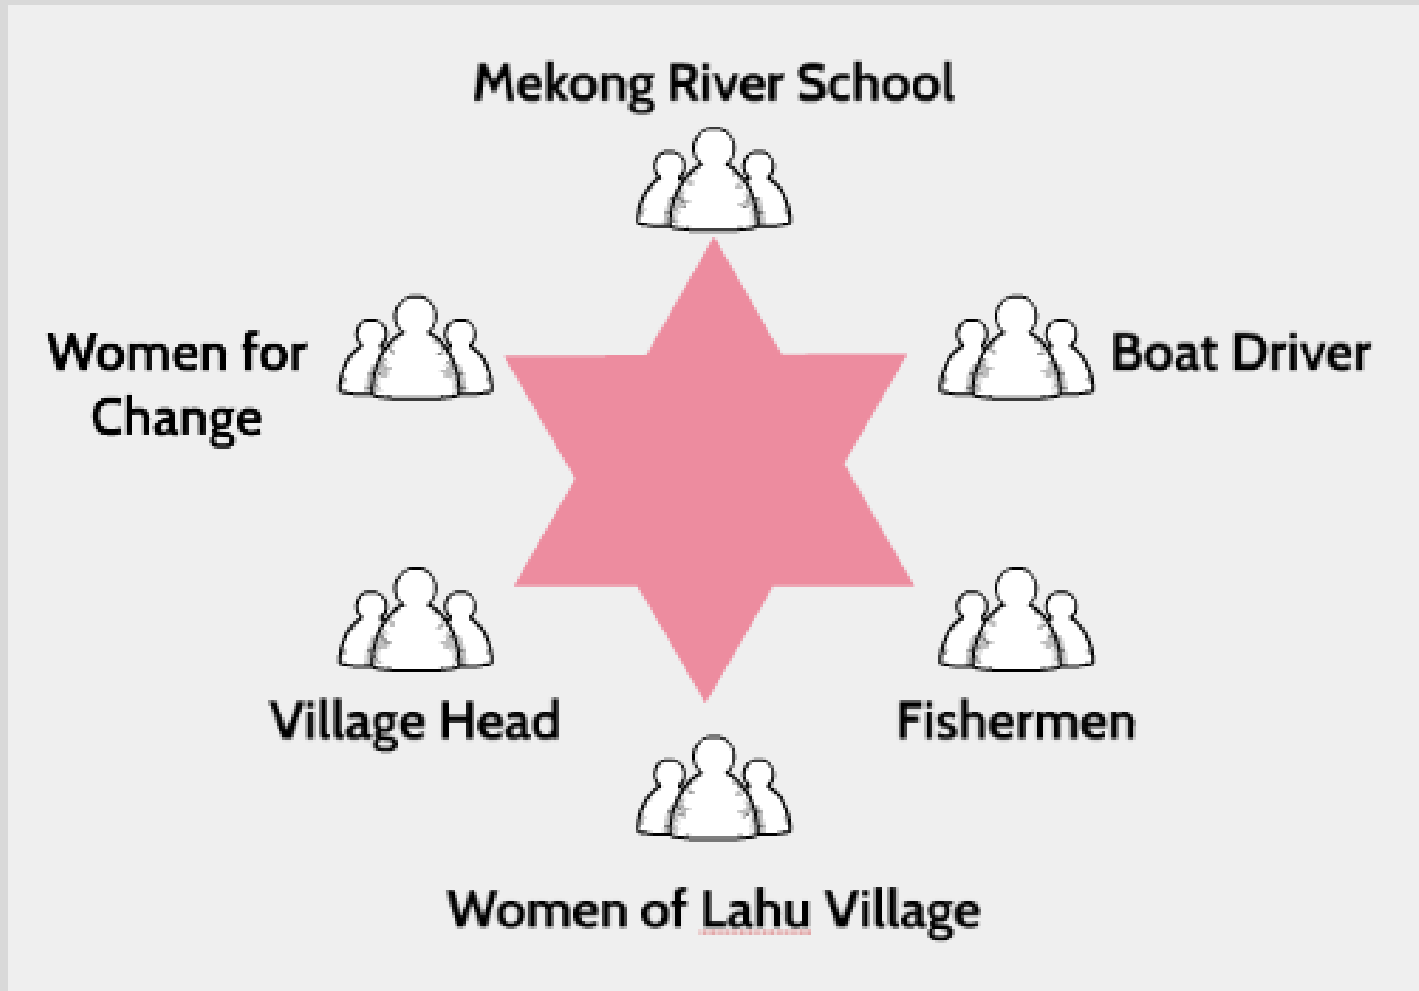 Mekong River School
Women for
Change
Boat Driver
Village Head
Fishermen
Women of Lahu Village